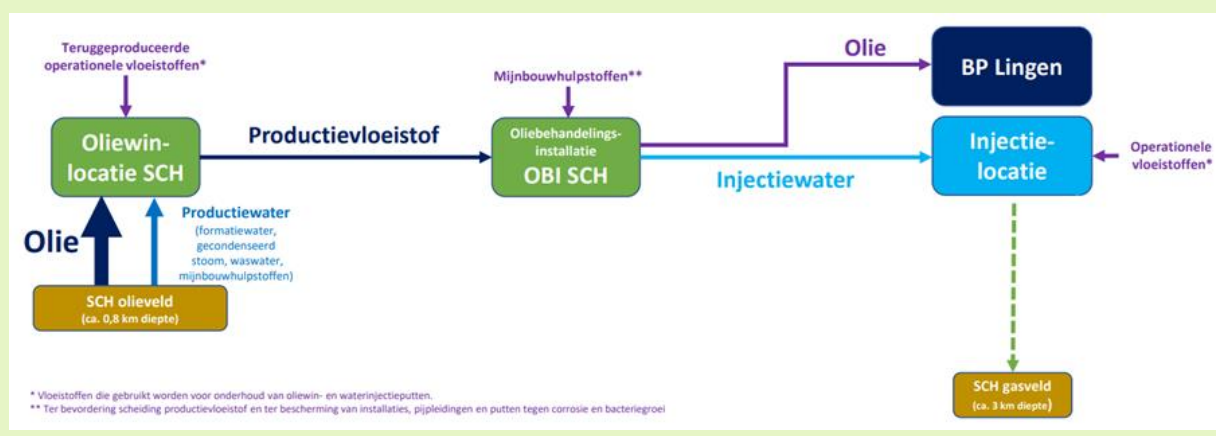 Teruggeproduceerde
operationele vloeistoffen*
Oliewin-
locatie SCH
Productievloeistof
Mijnbouwhulpstoffen**
Oliebehandelings-
installatie
OBI SCH
Olie
BP Lingen
Injectiewater
Injectie-
locatie
Operationele
vloeistoffen*
Olie
Productiewater
(formatiewater,
gecondenseerd
stoom, waswater,
mijnbouwhulpstoffen)
SCH olieveld
(ca. 0,8 km diepte)
SCH gasveld
(ca. 3 km diepte)
* Vloeistoffen die gebruikt worden voor onderhoud van oliewin- en waterinjectieputten.
** Ter bevordering scheiding productievloeistof en ter bescherming van installaties, pijpleidingen en putten tegen corrosie en bacteriegroei